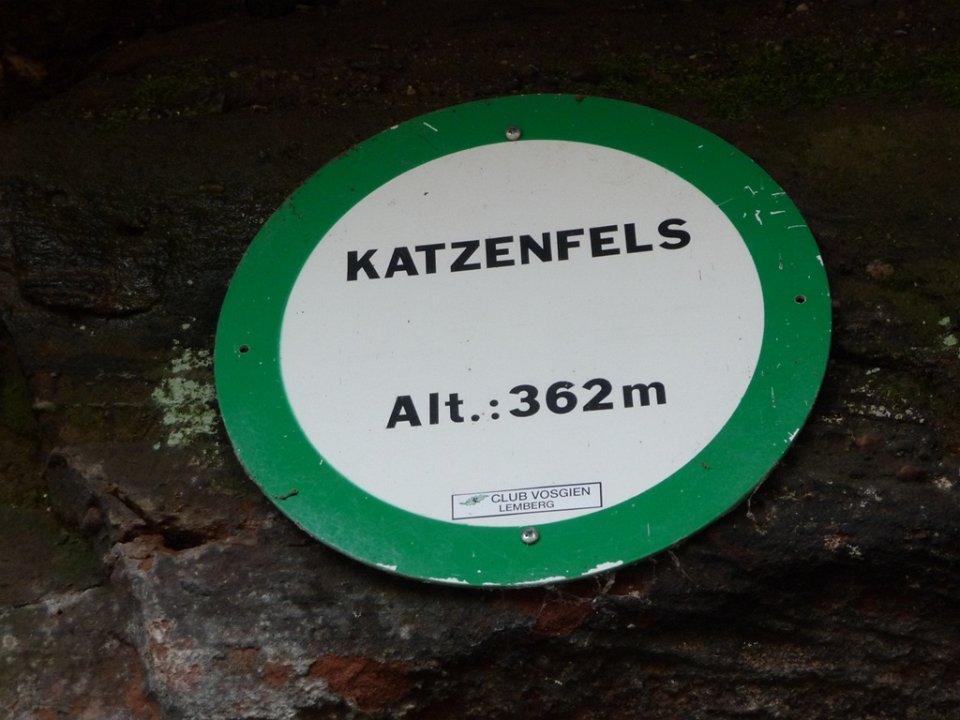 KATZENFELS
Alt.: 362m
CLUB VOSGIEN
LEMBERG